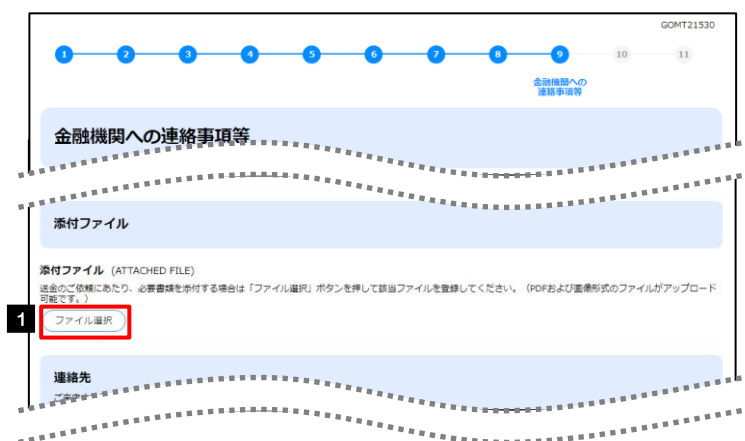 GOMT21530
1 2 3 4 5 6 7 8 9 10 11
金融機関への
連絡事項等
金融機関への連絡事項等
添付ファイル
添付ファイル (ATTACHED FILE)
送金のご依頼にあたり、必要書類を添付する場合は「ファイル選択」ボタンを押して該当ファイルを登録してください。（PDFおよび画像形式のファイルがアップロード
可能です。）
1 ファイル選択
連絡先